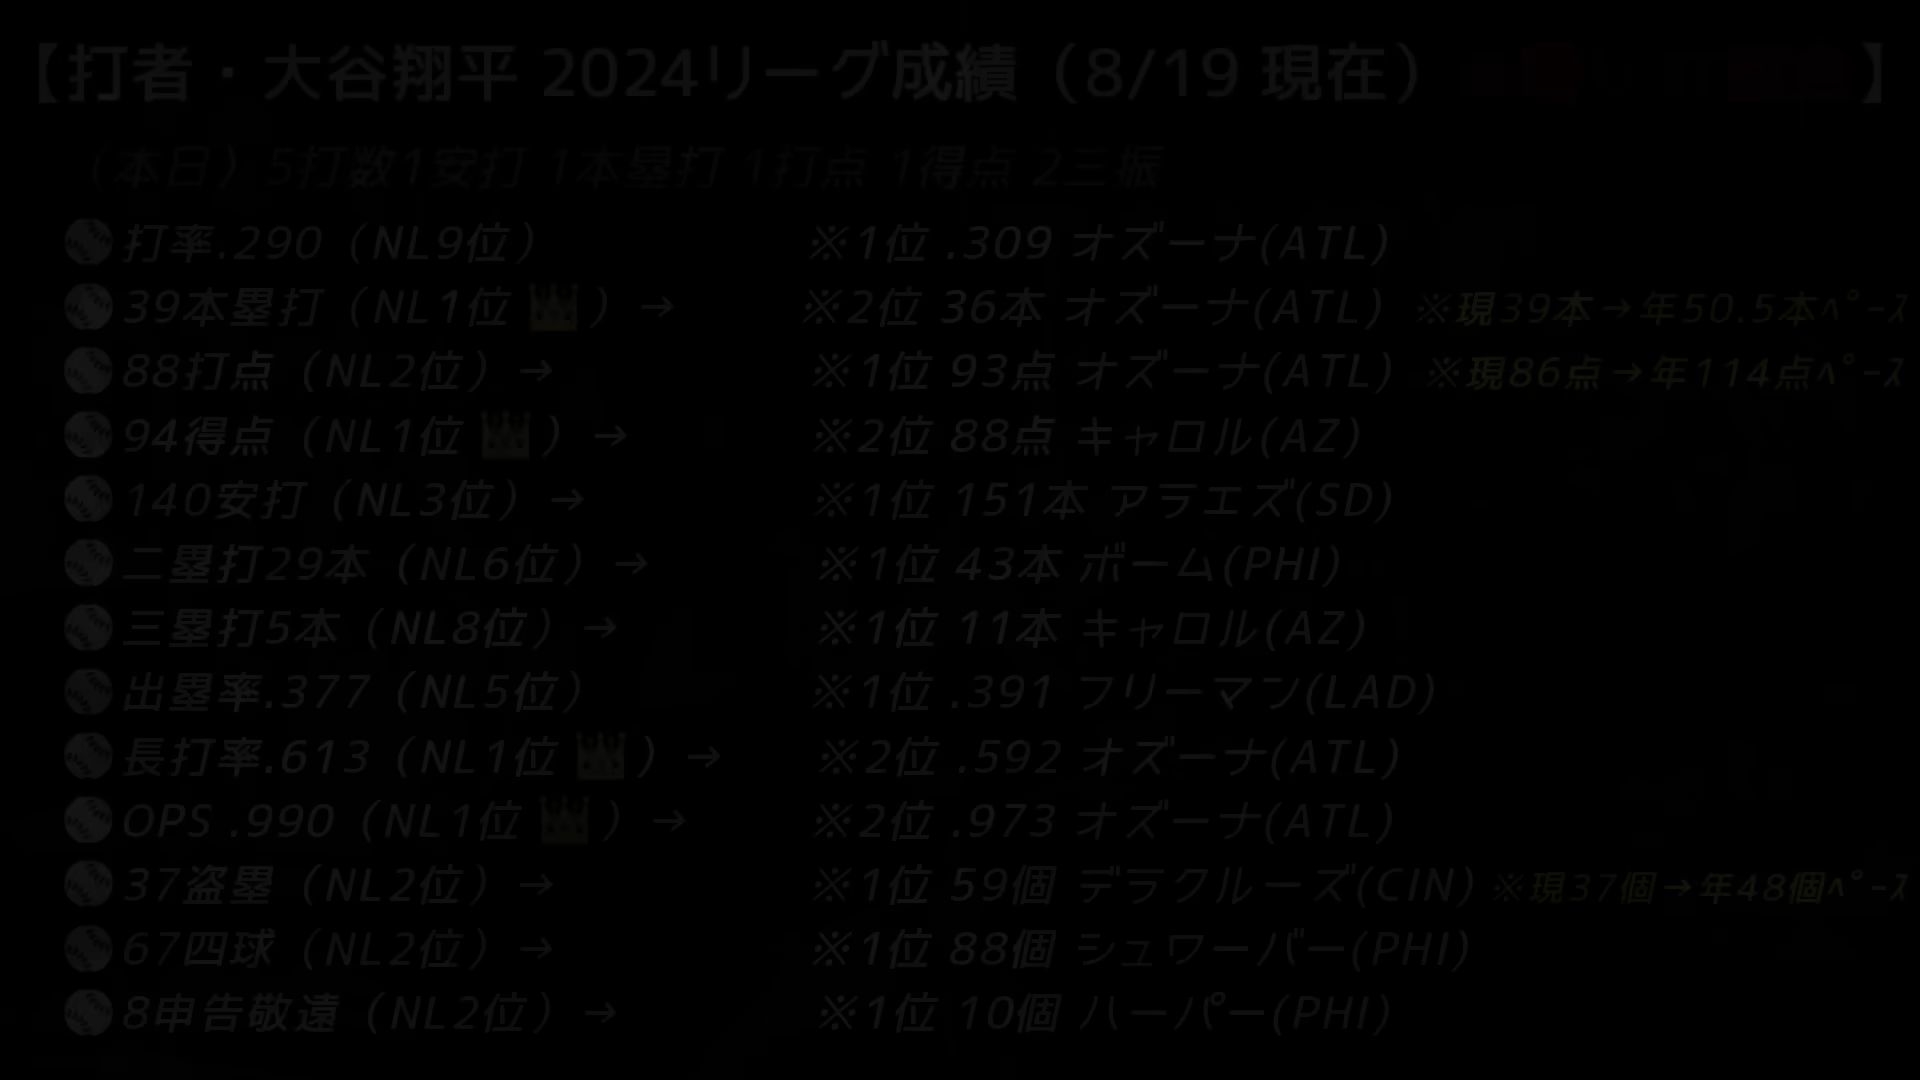 【打者・大谷翔平 2024リーグ成績（8/19 現在） 】
（本日）5打数1安打 1本塁打 1打点 1得点 2三振
打率.290（NL9位） ※1位 .309 オズーナ(ATL)
39本塁打（NL1位👑）→ ※2位 36本 オズーナ(ATL) ※現39本→年50.5本ﾍﾟｰｽ
88打点（NL2位）→ ※1位 93点 オズーナ(ATL) ※現86点→年114点ﾍﾟｰｽ
94得点（NL1位👑）→ ※2位 88点 キャロル(AZ)
140安打（NL3位）→ ※1位 151本 アラエズ(SD)
二塁打29本（NL6位）→ ※1位 43本 ボーム(PHI)
三塁打5本（NL8位）→ ※1位 11本 キャロル(AZ)
出塁率.377（NL5位） ※1位 .391 フリーマン(LAD)
長打率.613（NL1位👑）→ ※2位 .592 オズーナ(ATL)
OPS .990（NL1位👑）→ ※2位 .973 オズーナ(ATL)
37盗塁（NL2位）→ ※1位 59個 デラクルーズ(CIN) ※現37個→年48個ﾍﾟｰｽ
67四球（NL2位）→ ※1位 88個 シュワーバー(PHI)
8申告敬遠（NL2位）→ ※1位 10個 ハーパー(PHI)